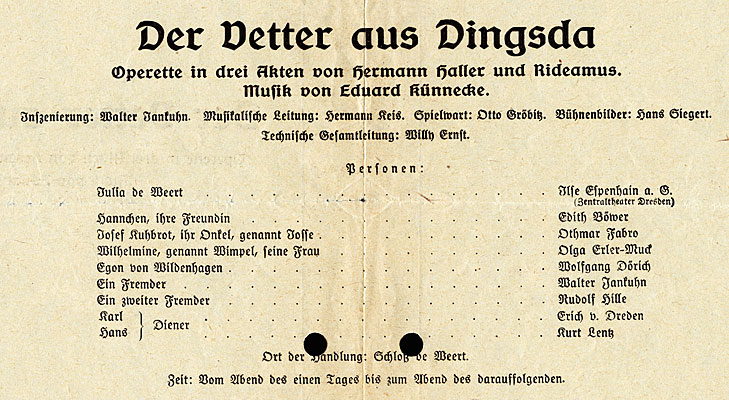 Der Vetter aus Dingsda
Operette in drei Akten von Hermann Haller und Rideamus.
Musik von Eduard Künnecke.
Inszenierung: Walter Jankuhn. Musikalische Leitung: Hermann Keis. Spielwart: Otto Gröbitz. Bühnenbilder: Hans Siegert.
Technische Gesamtleitung: Willy Ernst.
Personen:
Julia de Weert . . . . . . . . . . . . . . . . Ilse Espenhain a. G.
(Zentraltheater Dresden)
Hannchen, ihre Freundin . . . . . . . . . . . . . . Edith Böwer
Josef Kuhbrot, ihr Onkel, genannt Josse . . . . . . . . . . Othmar Fabro
Wilhelmine, genannt Wimpel, seine Frau . . . . . . . . . . Olga Erler-Muck
Egon von Wildenhagen . . . . . . . . . . . . . . Wolfgang Dörich
Ein Fremder . . . . . . . . . . . . . . . . Walter Jankuhn
Ein zweiter Fremder . . . . . . . . . . . . . . Rudolf Hille
Karl } Diener . . . . . . . . . . . . . . . . Erich v. Dreden
Hans } . . . . . . . . . . . . . . . . Kurt Lentz
Ort der Handlung: Schloß de Weert.
Zeit: Vom Abend des einen Tages bis zum Abend des darauffolgenden.